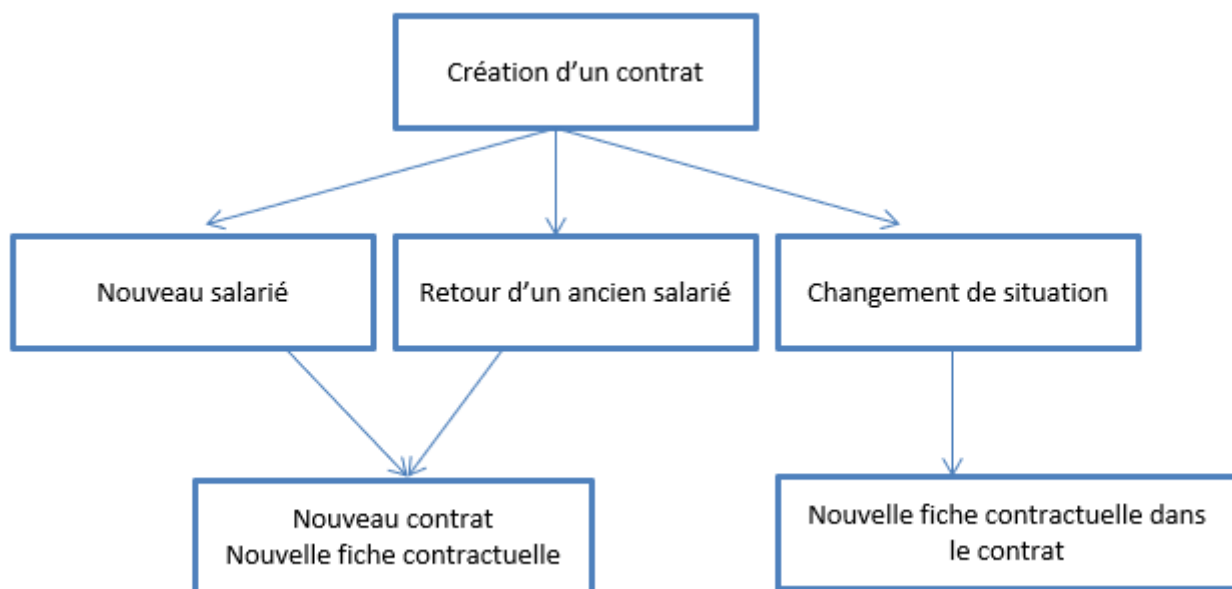 Création d’un contrat
Nouveau salarié
Retour d’un ancien salarié
Changement de situation
Nouveau contrat
Nouvelle fiche contractuelle
Nouvelle fiche contractuelle dans
le contrat